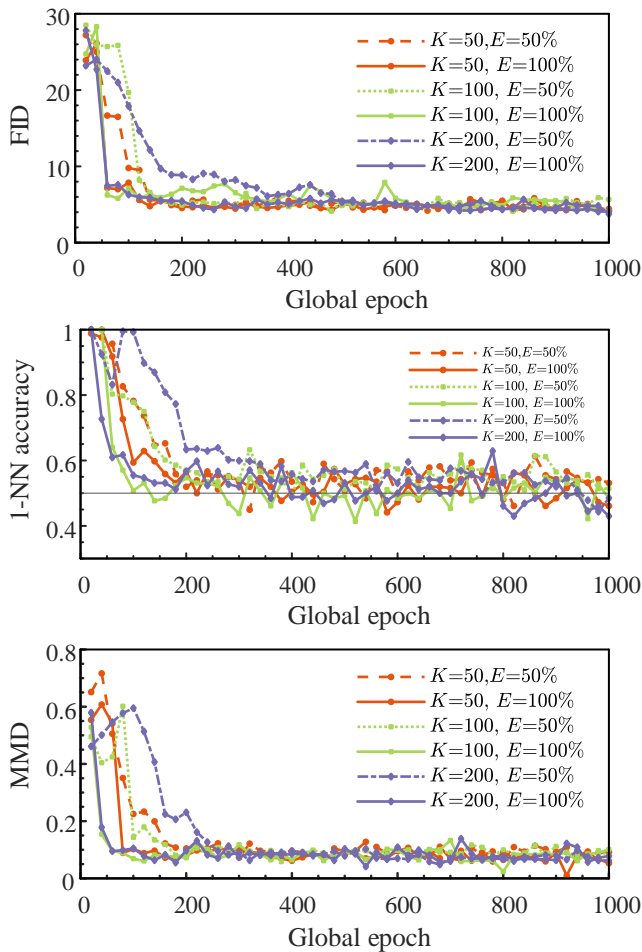 30
20
10
0
FID
K=50,E=50%
K=50, E=100%
K=100, E=50%
K=100, E=100%
K=200, E=50%
K=200, E=100%
0 200 400 600 800 1000
Global epoch
1
0.8
0.6
0.4
1-NN accuracy
K=50,E=50%
K=50, E=100%
K=100, E=50%
K=100, E=100%
K=200, E=50%
K=200, E=100%
0 200 400 600 800 1000
Global epoch
0.8
0.6
0.4
0.2
0
MMD
K=50,E=50%
K=50, E=100%
K=100, E=50%
K=100, E=100%
K=200, E=50%
K=200, E=100%
0 200 400 600 800 1000
Global epoch